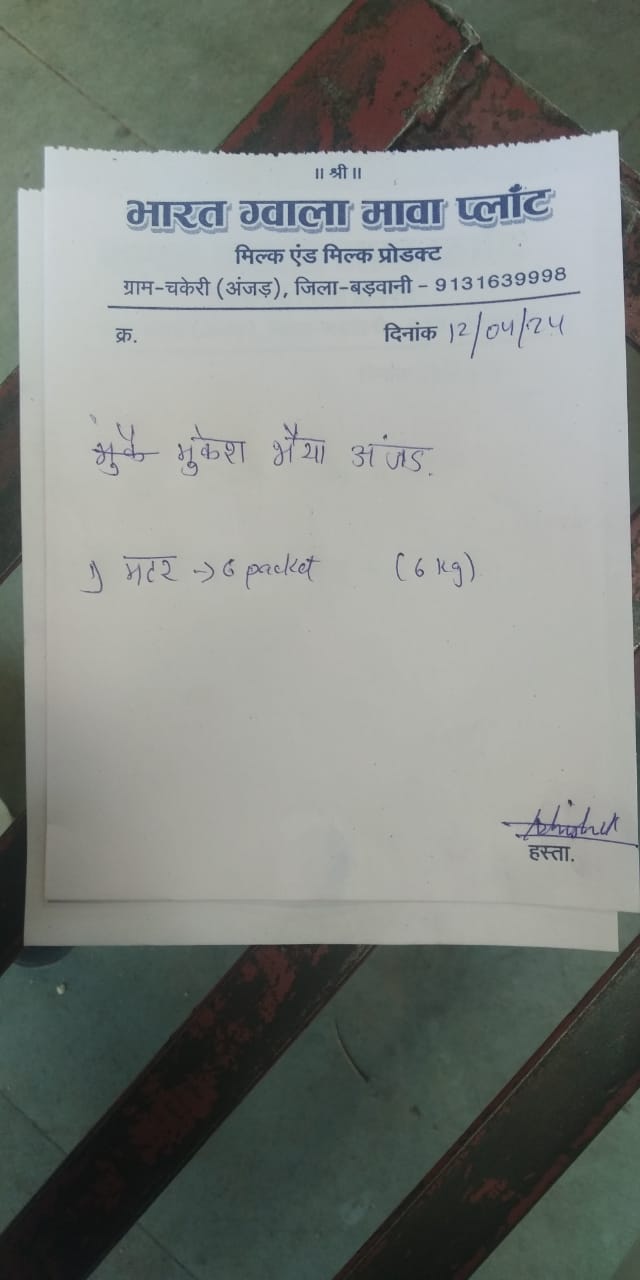 ॥ श्री ॥
भारत ग्वाला मावा प्लाँट
मिल्क एंड मिल्क प्रोडक्ट
ग्राम-चकेरी (अंजड़), जिला-बड़वानी - 9131639998
क्र. दिनांक 12/04/24
मुकेश भैया अंजड.
1) मटर → 6 packet (6 kg)
Abhishek
हस्ता.